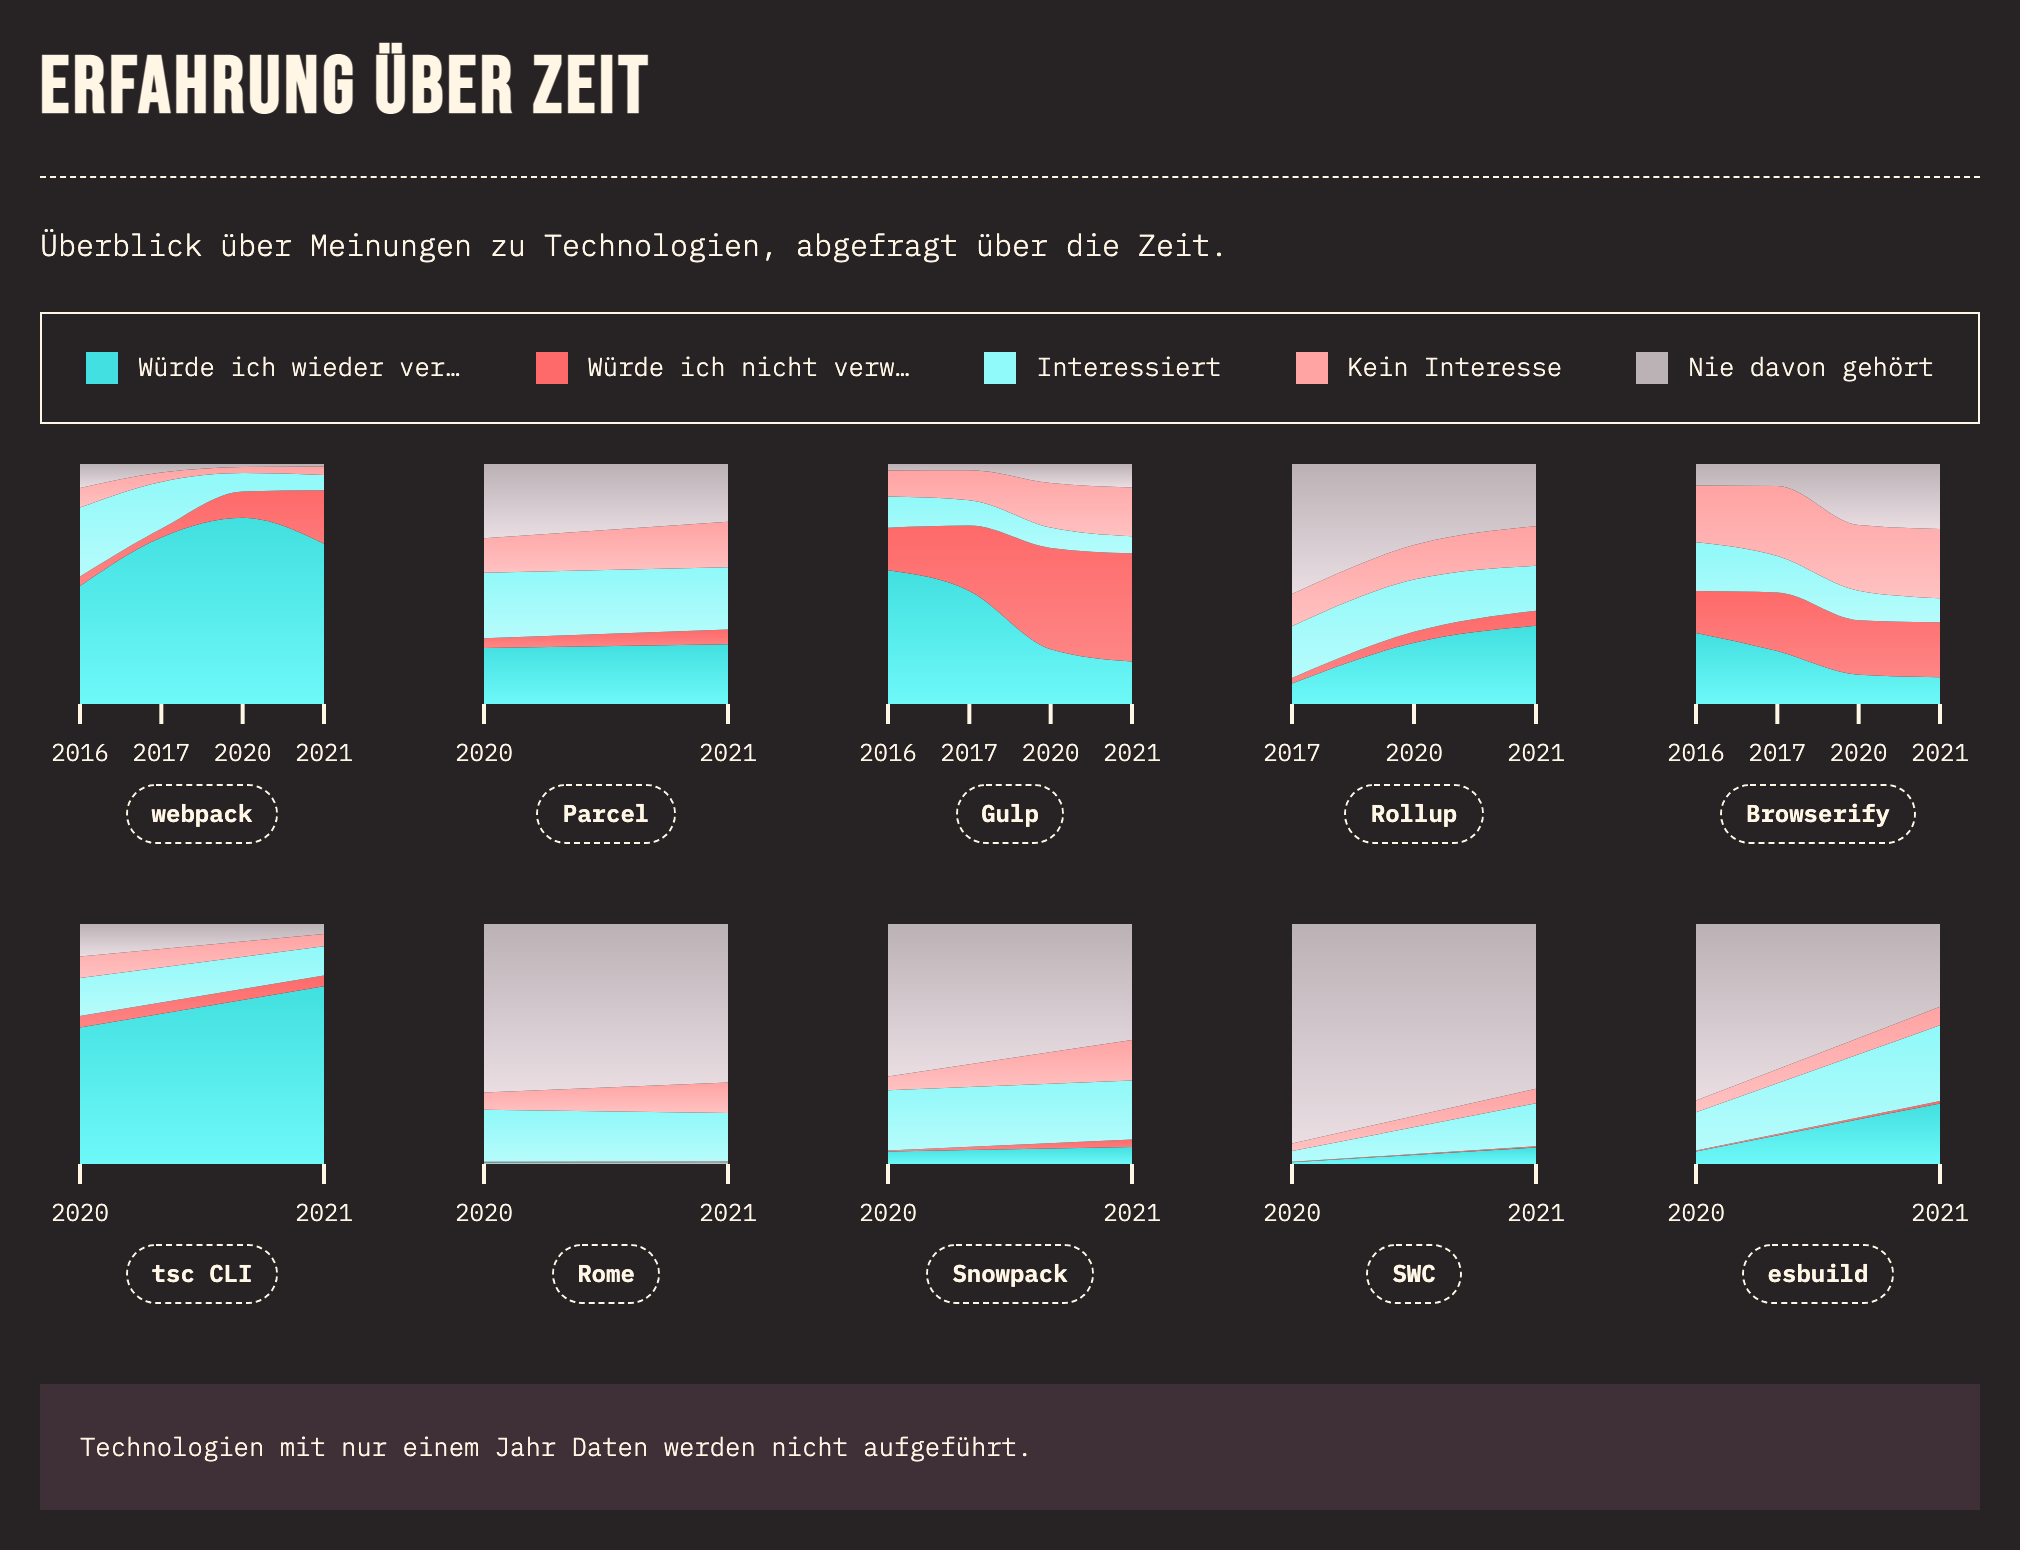 ERFAHRUNG ÜBER ZEIT
Überblick über Meinungen zu Technologien, abgefragt über die Zeit.
Würde ich wieder ver… Würde ich nicht verw… Interessiert Kein Interesse Nie davon gehört
2016 2017 2020 2021 2020 2021 2016 2017 2020 2021 2017 2020 2021 2016 2017 2020 2021
webpack Parcel Gulp Rollup Browserify
2020 2021 2020 2021 2020 2021 2020 2021 2020 2021
tsc CLI Rome Snowpack SWC esbuild
Technologien mit nur einem Jahr Daten werden nicht aufgeführt.